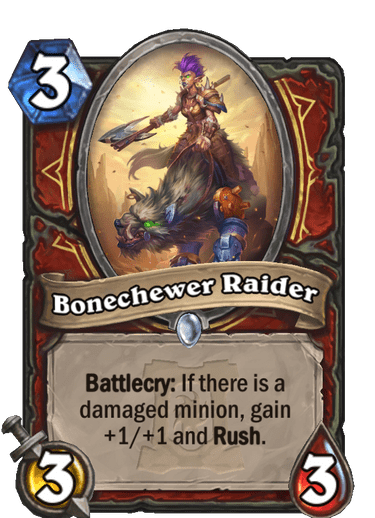 3
Bonechewer Raider
Battlecry: If there is a
damaged minion, gain
+1/+1 and Rush.
3
3